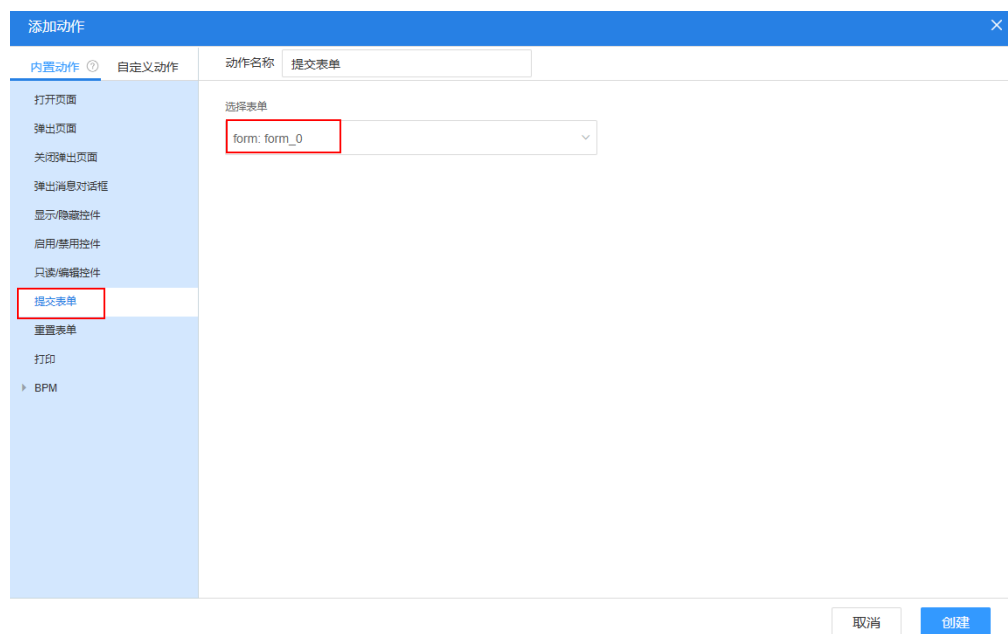 添加动作
内置动作 自定义动作
动作名称 提交表单
打开页面
弹出页面
关闭弹出页面
弹出消息对话框
显示/隐藏控件
启用/禁用控件
只读/编辑控件
提交表单
重置表单
打印
BPM
选择表单
form: form_0
取消 创建